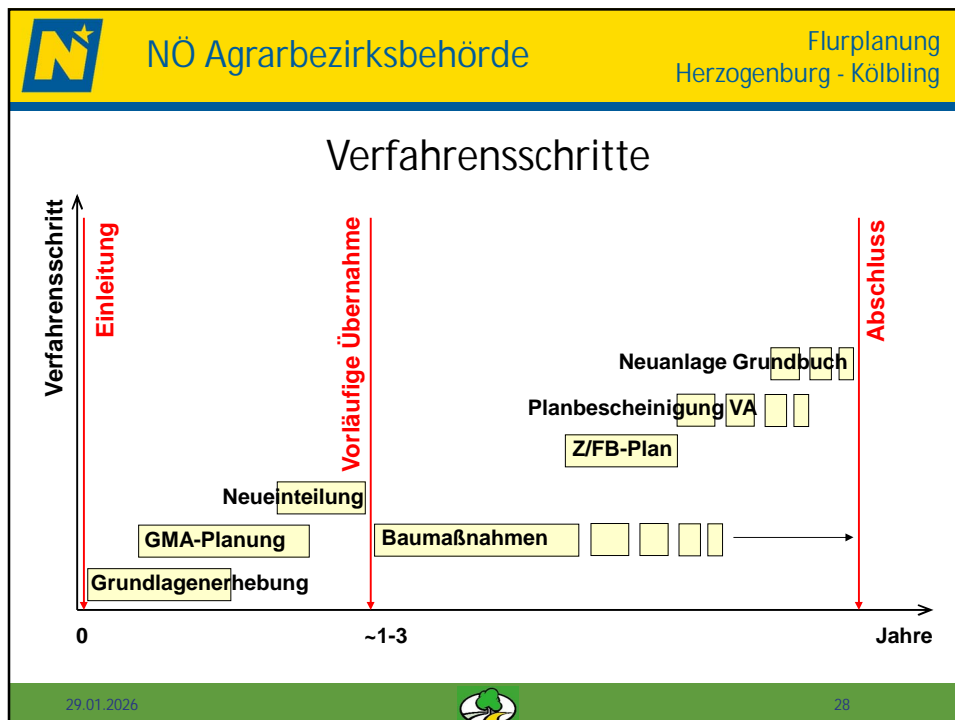 NÖ Agrarbezirksbehörde
Flurplanung
Herzogenburg - Kölbling
Verfahrensschritte
Verfahrensschritt
Einleitung
Vorläufige Übernahme
Abschluss
Neuanlage Grundbuch
Planbescheinigung VA
Z/FB-Plan
Neueinteilung
GMA-Planung
Baumaßnahmen
Grundlagenerhebung
0
~1-3
Jahre
29.01.2026
28